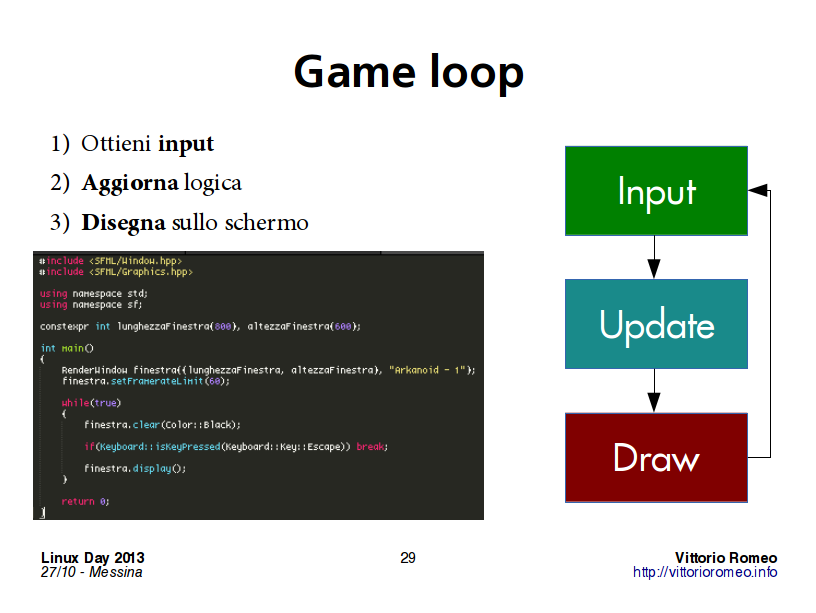 Game loop
1) Ottieni input
2) Aggiorna logica
3) Disegna sullo schermo
#include <SFML/Window.hpp>
#include <SFML/Graphics.hpp>
using namespace std;
using namespace sf;
constexpr int lunghezzaFinestra{800}, altezzaFinestra{600};
int main()
{
RenderWindow finestra{{lunghezzaFinestra, altezzaFinestra}, "Arkanoid - 1"};
finestra.setFramerateLimit(60);
while(true)
{
finestra.clear(Color::Black);
if(Keyboard::isKeyPressed(Keyboard::Key::Escape)) break;
finestra.display();
}
return 0;
}
Input
Update
Draw
Linux Day 2013
27/10 - Messina
29
Vittorio Romeo
http://vittorioromeo.info